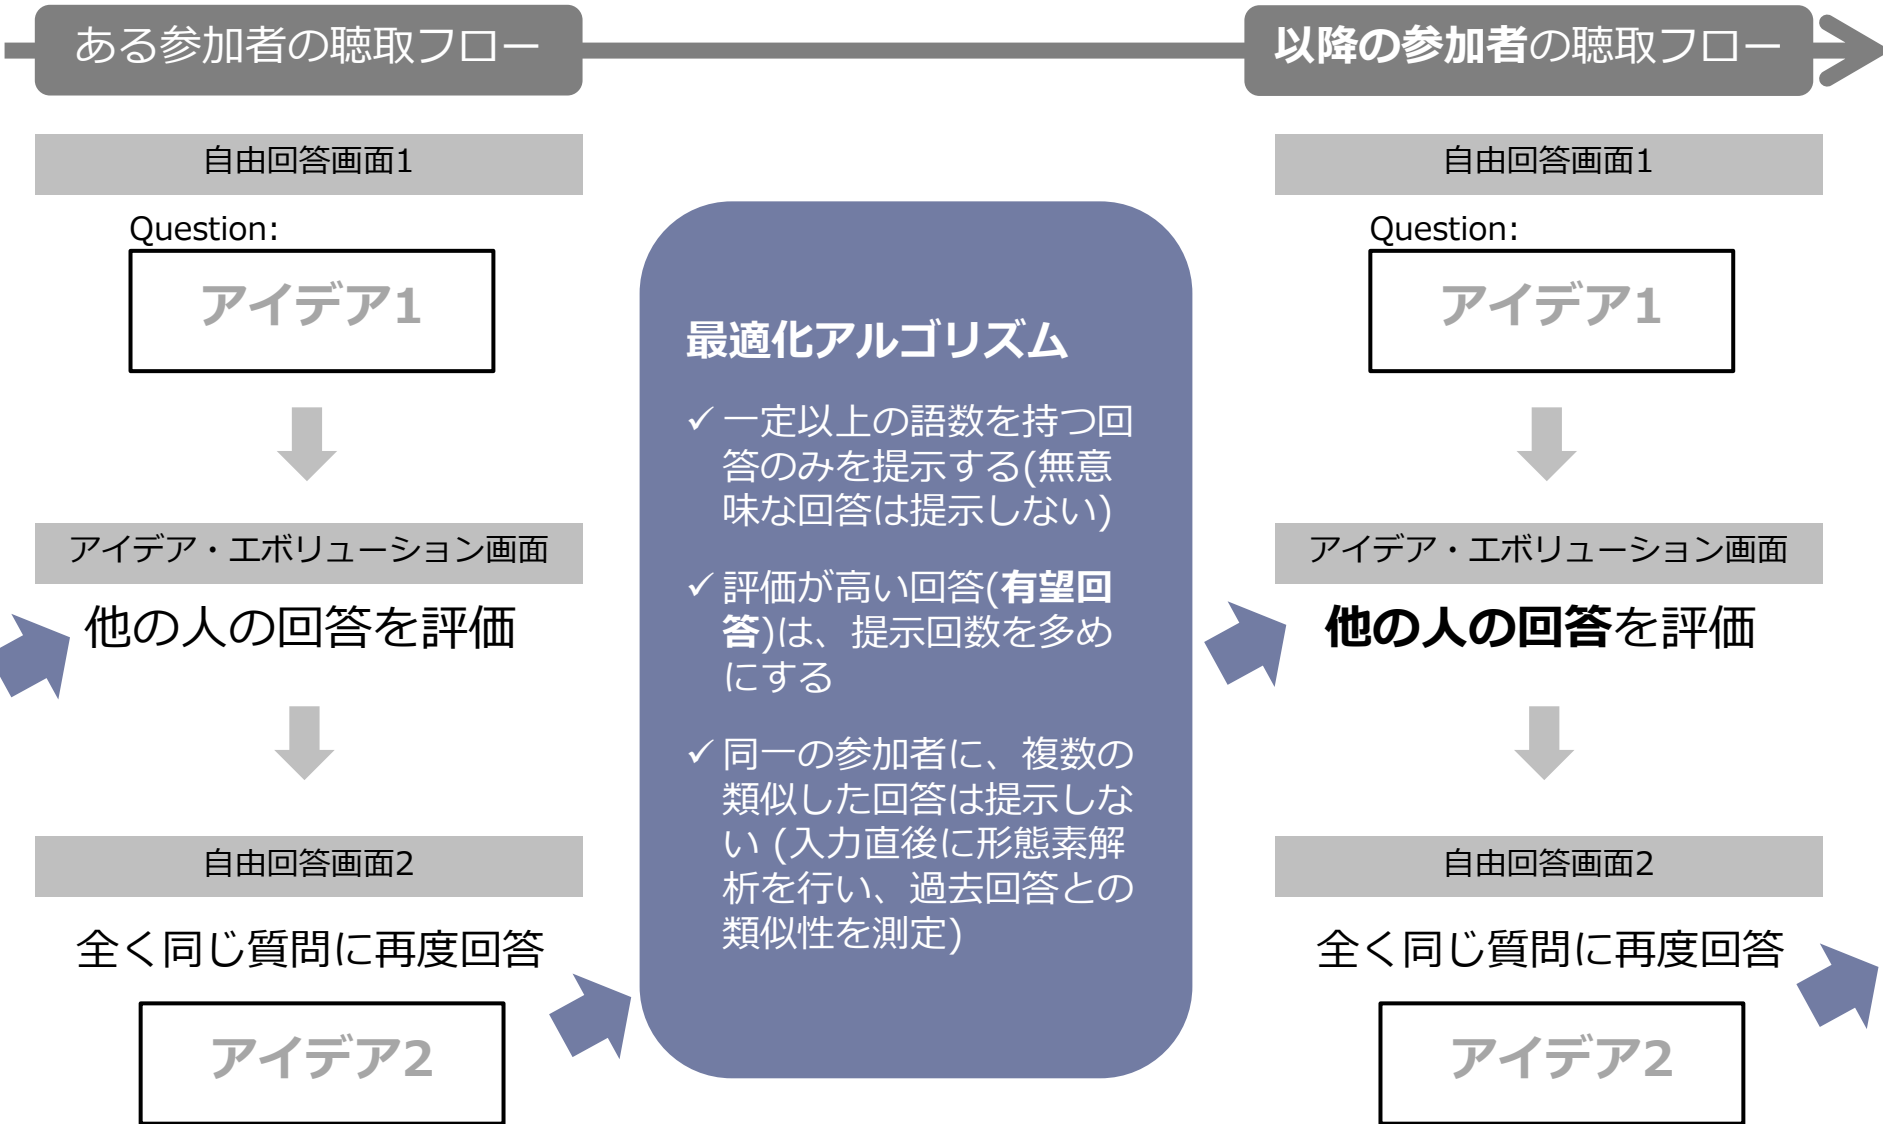 ある参加者の聴取フロー
以降の参加者の聴取フロー
自由回答画面1
Question:
アイデア1
アイデア・エボリューション画面
他の人の回答を評価
自由回答画面2
全く同じ質問に再度回答
アイデア2
最適化アルゴリズム
✓一定以上の語数を持つ回
答のみを提示する(無意
味な回答は提示しない)
✓評価が高い回答(有望回
答)は、提示回数を多め
にする
✓同一の参加者に、複数の
類似した回答は提示しな
い (入力直後に形態素解
析を行い、過去回答との
類似性を測定)
自由回答画面1
Question:
アイデア1
アイデア・エボリューション画面
他の人の回答を評価
自由回答画面2
全く同じ質問に再度回答
アイデア2